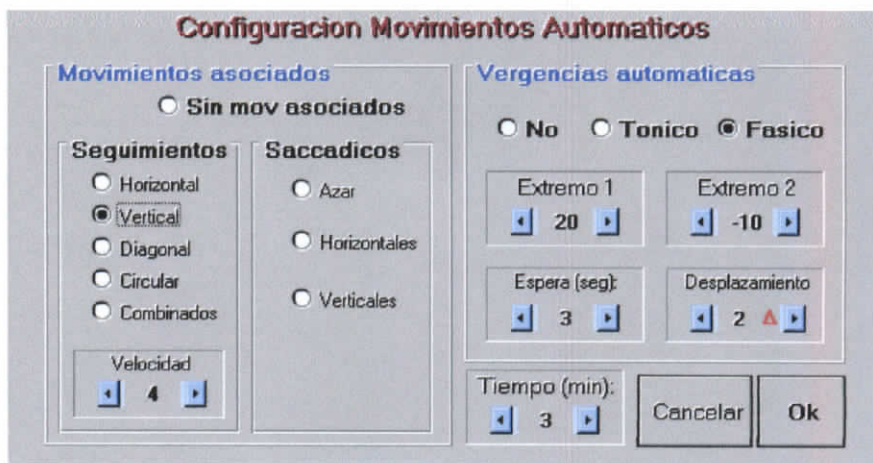 Configuracion Movimientos Automaticos
Movimientos asociados
Sin mov asociados
Seguimientos
Horizontal
Vertical
Diagonal
Circular
Combinados
Velocidad
4
Saccadicos
Azar
Horizontales
Verticales
Vergencias automaticas
No Tonico Fasico
Extremo 1
20
Extremo 2
-10
Espera (seg):
3
Desplazamiento
2 Δ
Tiempo (min):
3
Cancelar
Ok